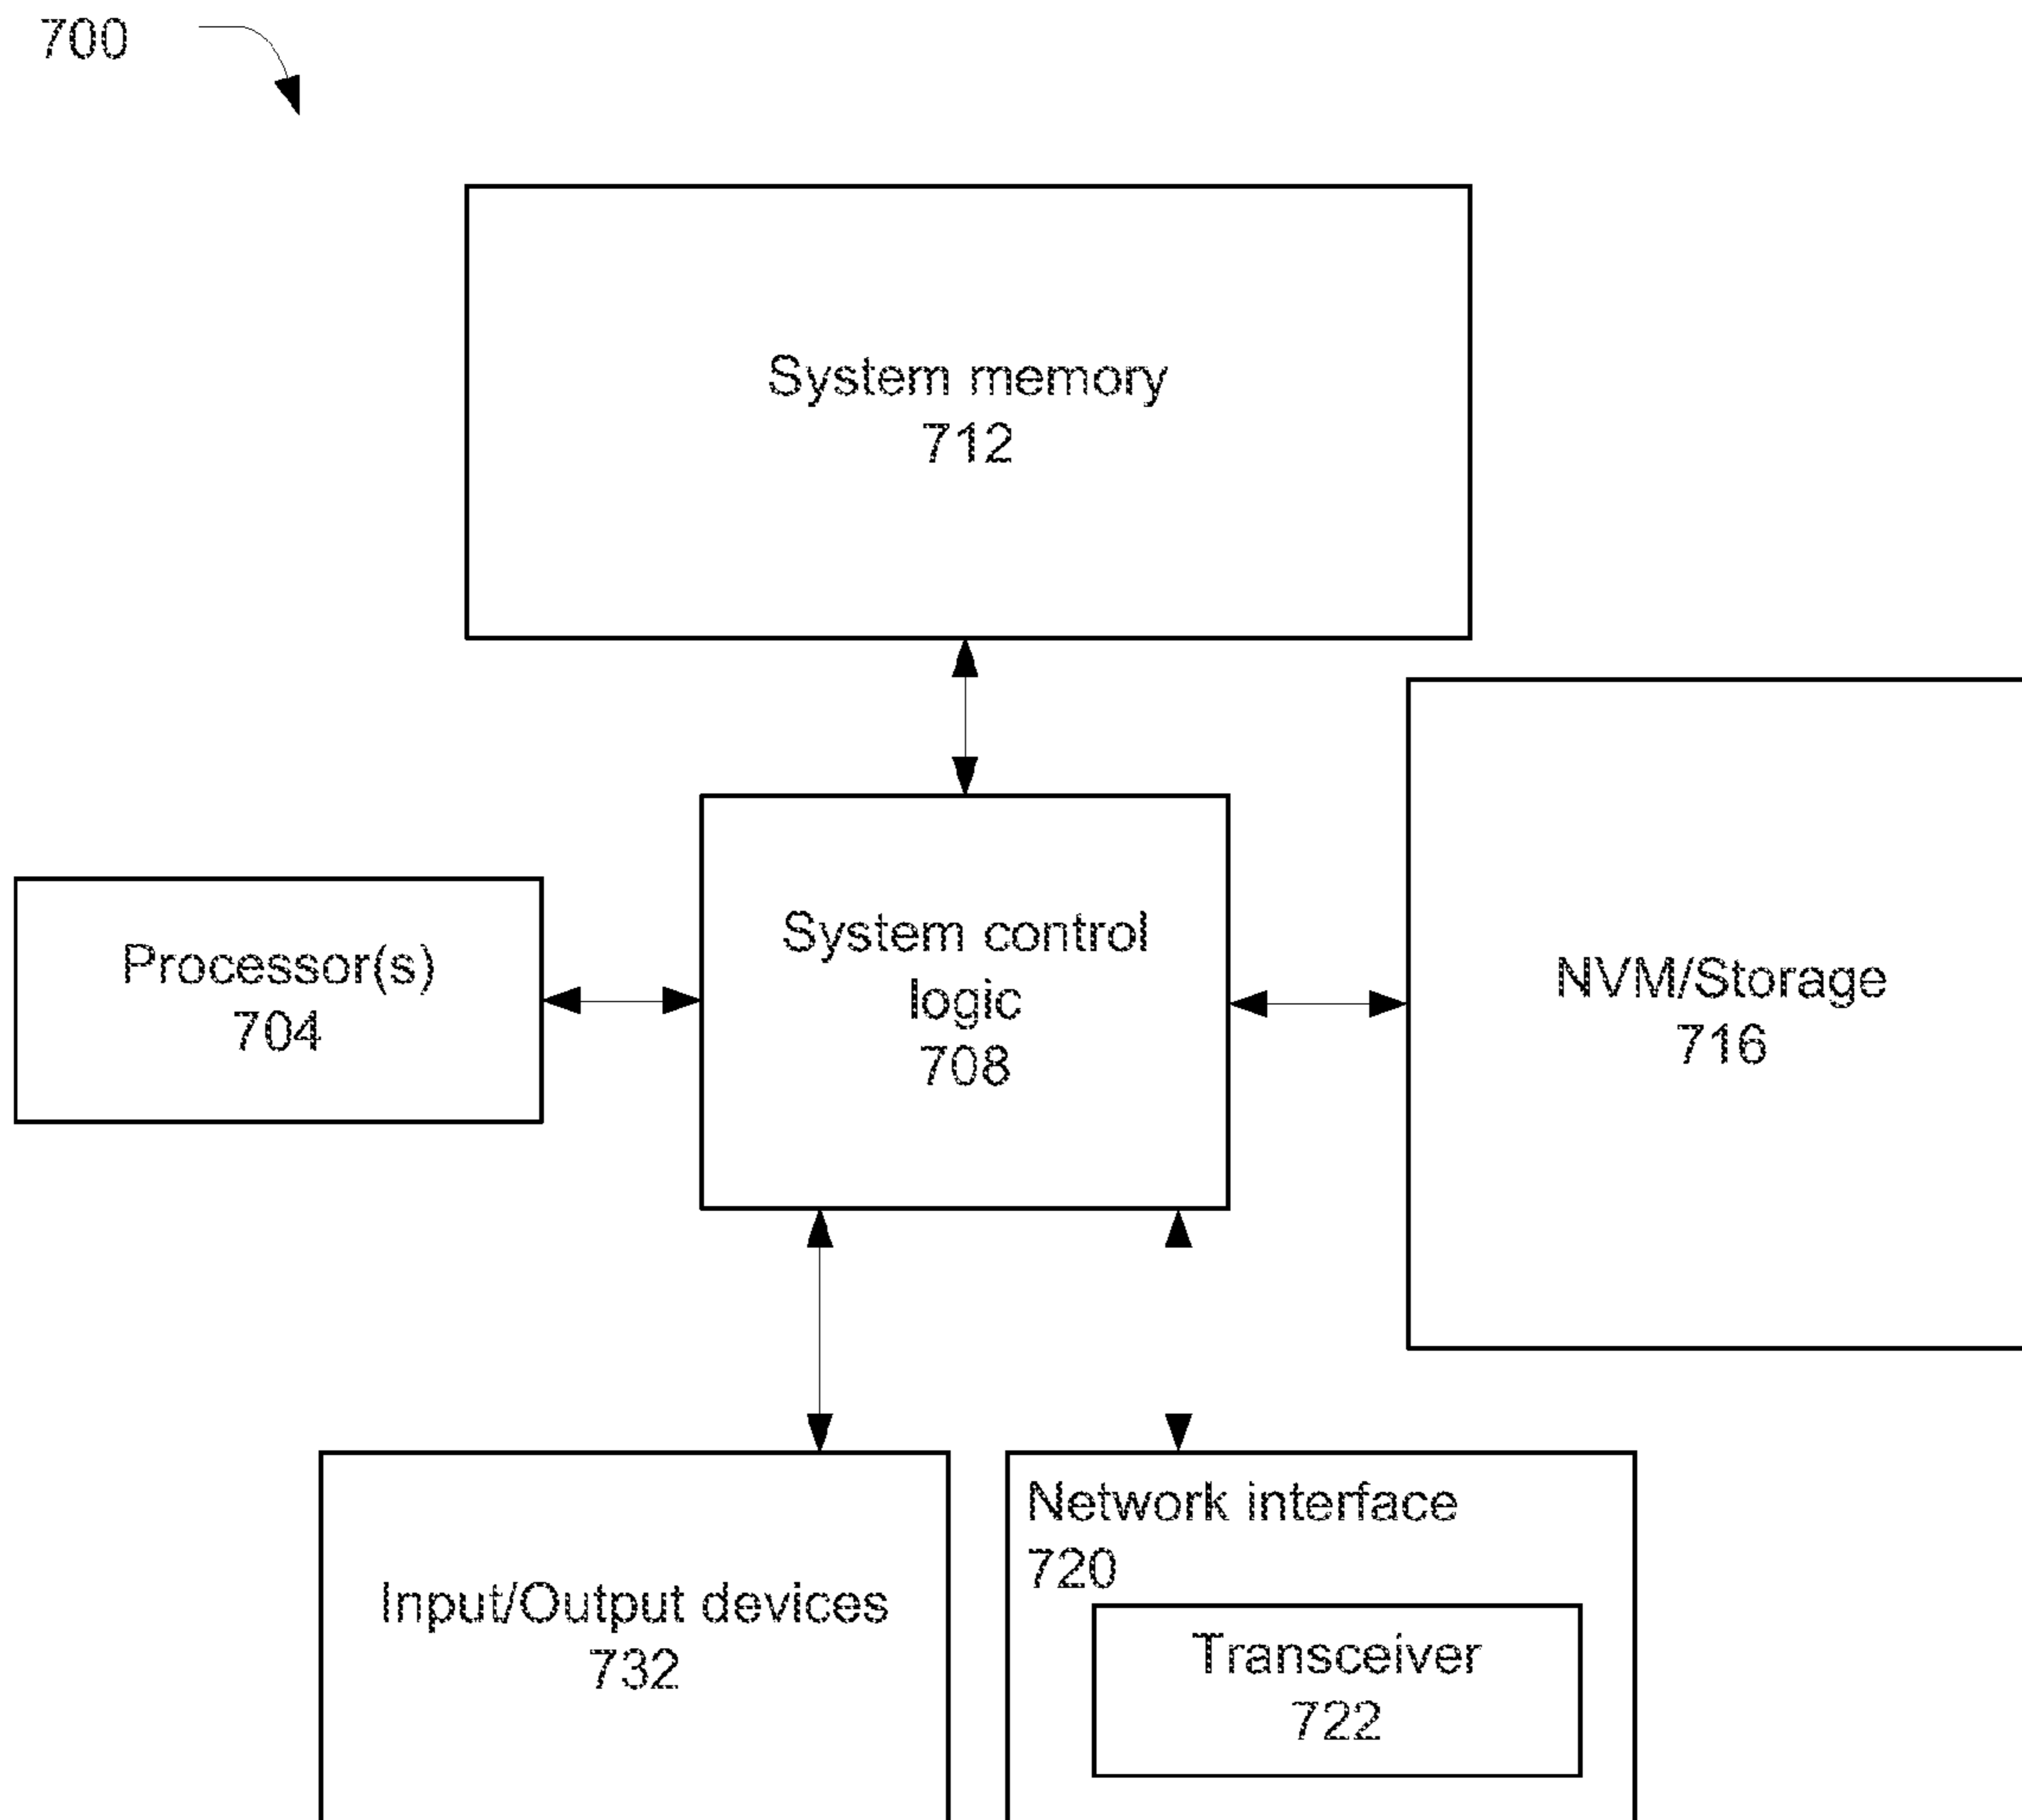 700
System memory
712
Processor(s)
704
System control
logic
708
NVM/Storage
716
Input/Output devices
732
Network interface
720
Transceiver
722